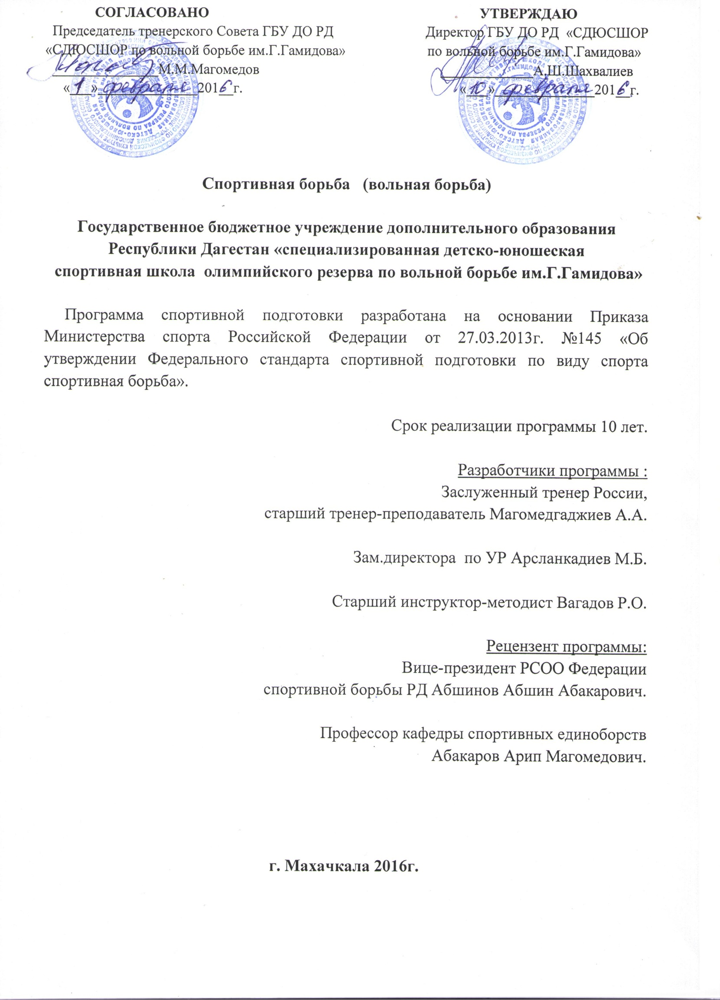 СОГЛАСОВАНО
Председатель тренерского Совета ГБУ ДО РД
«СДЮСШОР по вольной борьбе им.Г.Гамидова»
М.М.Магомедов
«1» февраля 2016г.
УТВЕРЖДАЮ
Директор ГБУ ДО РД «СДЮСШОР
по вольной борьбе им.Г.Гамидова»
А.Ш.Шахвалиев
«10» февраля 2016г.
Спортивная борьба (вольная борьба)
Государственное бюджетное учреждение дополнительного образования
Республики Дагестан «специализированная детско-юношеская
спортивная школа олимпийского резерва по вольной борьбе им.Г.Гамидова»
Программа спортивной подготовки разработана на основании Приказа
Министерства спорта Российской Федерации от 27.03.2013г. №145 «Об
утверждении Федерального стандарта спортивной подготовки по виду спорта
спортивная борьба».
Срок реализации программы 10 лет.
Разработчики программы :
Заслуженный тренер России,
старший тренер-преподаватель Магомедгаджиев А.А.
Зам.директора по УР Арсланкадиев М.Б.
Старший инструктор-методист Вагадов Р.О.
Рецензент программы:
Вице-президент РСОО Федерации
спортивной борьбы РД Абшинов Абшин Абакарович.
Профессор кафедры спортивных единоборств
Абакаров Арип Магомедович.
г. Махачкала 2016г.